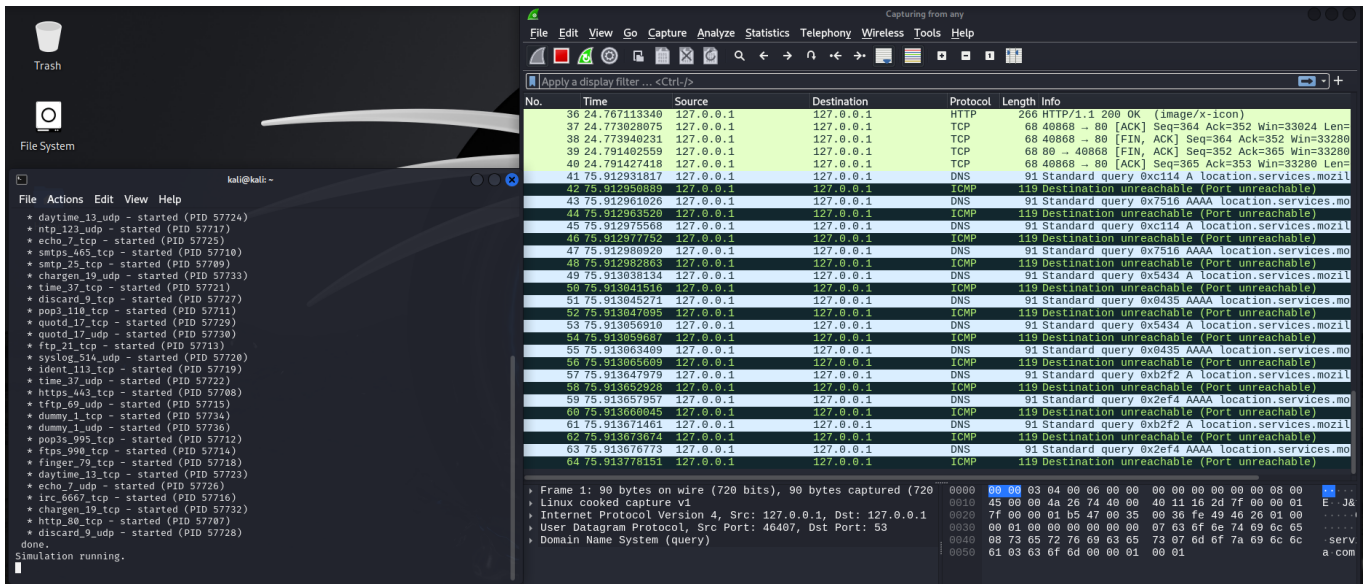 Trash
File System
kali@kali: ~
File Actions Edit View Help
* daytime_13_udp - started (PID 57724)
* ntp_123_udp - started (PID 57717)
* echo_7_tcp - started (PID 57725)
* smtps_465_tcp - started (PID 57710)
* smtp_25_tcp - started (PID 57709)
* chargen_19_udp - started (PID 57733)
* time_37_tcp - started (PID 57721)
* discard_9_tcp - started (PID 57727)
* pop3_110_tcp - started (PID 57711)
* quotd_17_tcp - started (PID 57729)
* quotd_17_udp - started (PID 57730)
* ftp_21_tcp - started (PID 57713)
* syslog_514_udp - started (PID 57720)
* ident_113_tcp - started (PID 57719)
* time_37_udp - started (PID 57722)
* https_443_tcp - started (PID 57708)
* tftp_69_udp - started (PID 57715)
* dummy_1_tcp - started (PID 57734)
* dummy_1_udp - started (PID 57736)
* pop3s_995_tcp - started (PID 57712)
* ftps_990_tcp - started (PID 57714)
* finger_79_tcp - started (PID 57718)
* daytime_13_tcp - started (PID 57723)
* echo_7_udp - started (PID 57726)
* irc_6667_tcp - started (PID 57716)
* chargen_19_tcp - started (PID 57732)
* http_80_tcp - started (PID 57707)
* discard_9_udp - started (PID 57728)
done.
Simulation running.
Capturing from any
File Edit View Go Capture Analyze Statistics Telephony Wireless Tools Help
Apply a display filter ... <Ctrl-/>
No. Time Source Destination Protocol Length Info
36 24.767113340 127.0.0.1 127.0.0.1 HTTP 266 HTTP/1.1 200 OK (image/x-icon)
37 24.773028075 127.0.0.1 127.0.0.1 TCP 68 40868 → 80 [ACK] Seq=364 Ack=352 Win=33024 Len=
38 24.773940231 127.0.0.1 127.0.0.1 TCP 68 40868 → 80 [FIN, ACK] Seq=364 Ack=352 Win=33280
39 24.791402559 127.0.0.1 127.0.0.1 TCP 68 80 → 40868 [FIN, ACK] Seq=352 Ack=365 Win=33280
40 24.791427418 127.0.0.1 127.0.0.1 TCP 68 40868 → 80 [ACK] Seq=365 Ack=353 Win=33280 Len=
41 75.912931817 127.0.0.1 127.0.0.1 DNS 91 Standard query 0xc114 A location.services.mozil
42 75.912950889 127.0.0.1 127.0.0.1 ICMP 119 Destination unreachable (Port unreachable)
43 75.912961026 127.0.0.1 127.0.0.1 DNS 91 Standard query 0x7516 AAAA location.services.mo
44 75.912963520 127.0.0.1 127.0.0.1 ICMP 119 Destination unreachable (Port unreachable)
45 75.912975568 127.0.0.1 127.0.0.1 DNS 91 Standard query 0xc114 A location.services.mozil
46 75.912977752 127.0.0.1 127.0.0.1 ICMP 119 Destination unreachable (Port unreachable)
47 75.912980920 127.0.0.1 127.0.0.1 DNS 91 Standard query 0x7516 AAAA location.services.mo
48 75.912982863 127.0.0.1 127.0.0.1 ICMP 119 Destination unreachable (Port unreachable)
49 75.913038134 127.0.0.1 127.0.0.1 DNS 91 Standard query 0x5434 A location.services.mozil
50 75.913041516 127.0.0.1 127.0.0.1 ICMP 119 Destination unreachable (Port unreachable)
51 75.913045271 127.0.0.1 127.0.0.1 DNS 91 Standard query 0x0435 AAAA location.services.mo
52 75.913047095 127.0.0.1 127.0.0.1 ICMP 119 Destination unreachable (Port unreachable)
53 75.913056910 127.0.0.1 127.0.0.1 DNS 91 Standard query 0x5434 A location.services.mozil
54 75.913059687 127.0.0.1 127.0.0.1 ICMP 119 Destination unreachable (Port unreachable)
55 75.913063409 127.0.0.1 127.0.0.1 DNS 91 Standard query 0x0435 AAAA location.services.mo
56 75.913065609 127.0.0.1 127.0.0.1 ICMP 119 Destination unreachable (Port unreachable)
57 75.913647979 127.0.0.1 127.0.0.1 DNS 91 Standard query 0xb2f2 A location.services.mozil
58 75.913652928 127.0.0.1 127.0.0.1 ICMP 119 Destination unreachable (Port unreachable)
59 75.913657957 127.0.0.1 127.0.0.1 DNS 91 Standard query 0x2ef4 AAAA location.services.mo
60 75.913660045 127.0.0.1 127.0.0.1 ICMP 119 Destination unreachable (Port unreachable)
61 75.913671461 127.0.0.1 127.0.0.1 DNS 91 Standard query 0xb2f2 A location.services.mozil
62 75.913673674 127.0.0.1 127.0.0.1 ICMP 119 Destination unreachable (Port unreachable)
63 75.913676773 127.0.0.1 127.0.0.1 DNS 91 Standard query 0x2ef4 AAAA location.services.mo
64 75.913778151 127.0.0.1 127.0.0.1 ICMP 119 Destination unreachable (Port unreachable)
Frame 1: 90 bytes on wire (720 bits), 90 bytes captured (720
Linux cooked capture v1
Internet Protocol Version 4, Src: 127.0.0.1, Dst: 127.0.0.1
User Datagram Protocol, Src Port: 46407, Dst Port: 53
Domain Name System (query)
0000 00 00 03 04 00 06 00 00 00 00 00 00 00 00 08 00
0010 45 00 00 4a 26 74 40 00 40 11 16 2d 7f 00 00 01 E··J&
0020 7f 00 00 01 b5 47 00 35 00 36 fe 49 46 26 01 00
0030 00 01 00 00 00 00 00 00 07 63 6f 6e 74 69 6c 65
0040 08 73 65 72 76 69 63 65 73 07 6d 6f 7a 69 6c 6c ·serv
0050 61 03 63 6f 6d 00 00 01 00 01 a·com